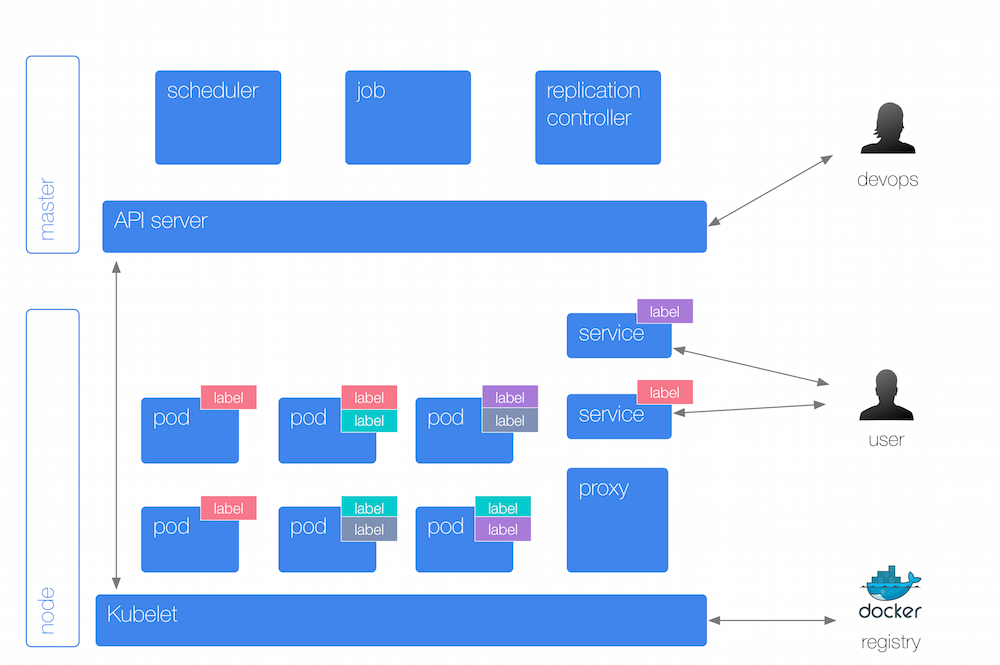 scheduler
job
replication
controller
devops
master
API server
label
service
label
service
user
label
pod
label
label
pod
label
label
pod
label
pod
label
label
pod
label
label
pod
proxy
node
Kubelet
docker
registry